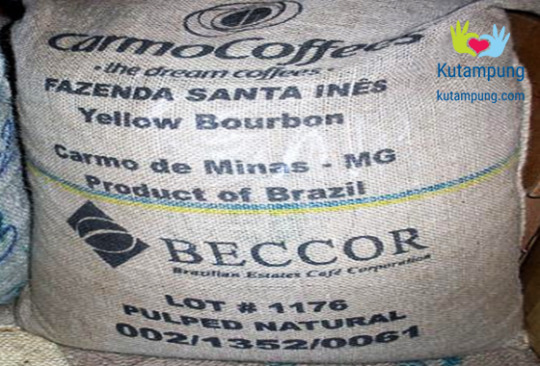 CarmoCoffees
- the dream coffees -
FAZENDA SANTA INÊS
Yellow Bourbon
Carmo de Minas - MG
Product of Brazil
BECCOR
Brazilian Estates Café Corporation
LOT # 1176
PULPED NATURAL
002/1352/0061
Kutampung
kutampung.com